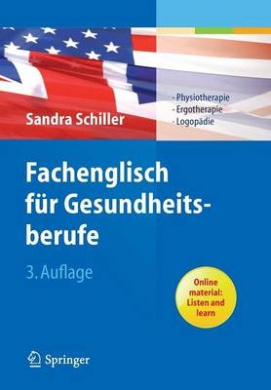 Sandra Schiller
- Physiotherapie
- Ergotherapie
- Logopädie
Fachenglisch
für Gesundheits-
berufe
3. Auflage
Online
material:
Listen and
learn
Springer